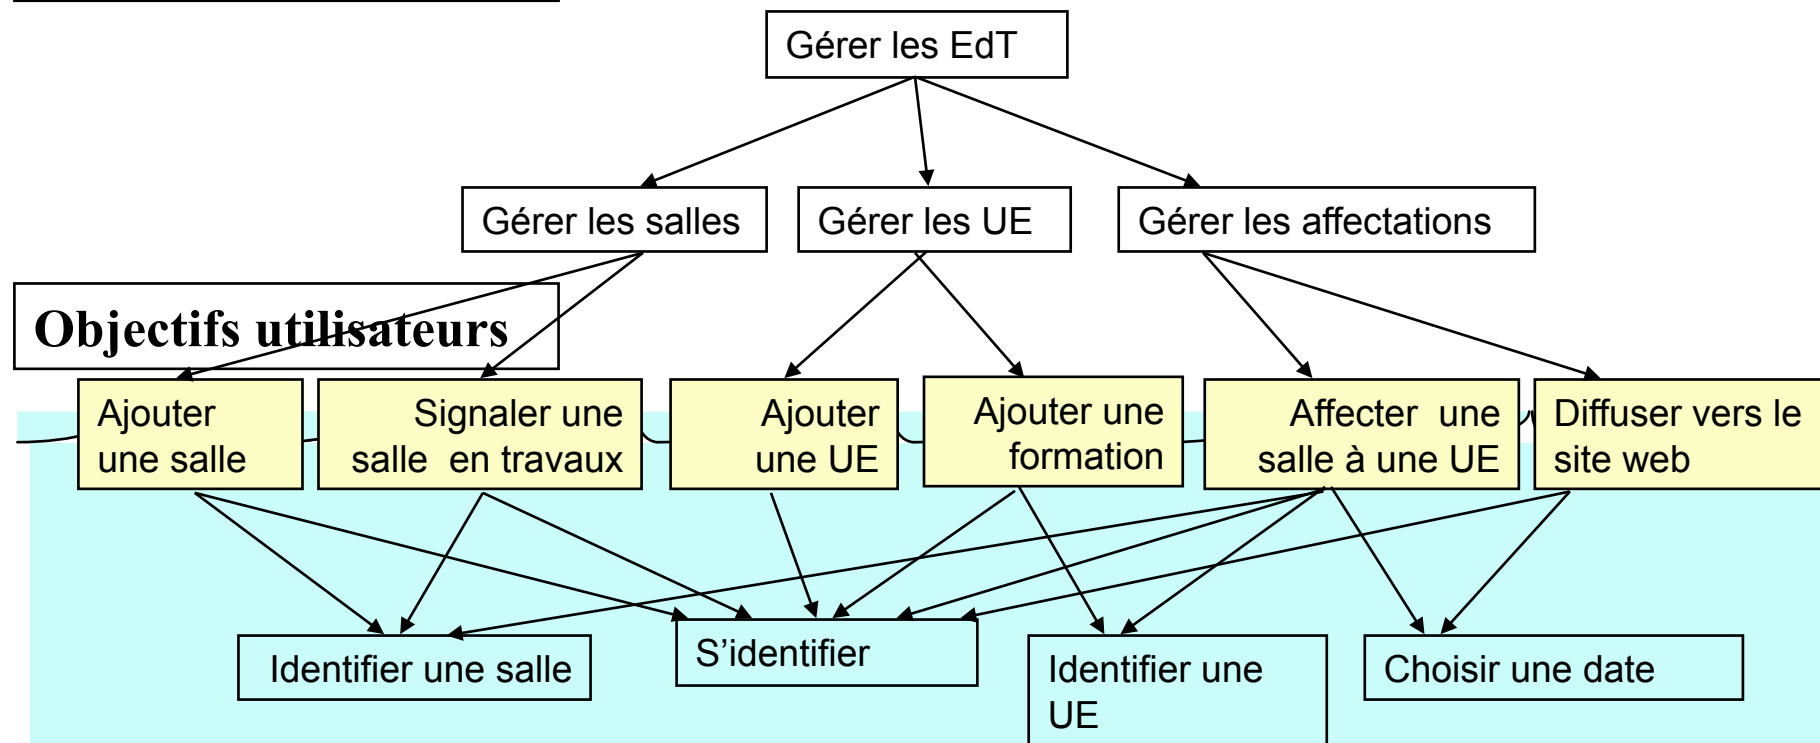 Gérer les EdT
Gérer les salles
Gérer les UE
Gérer les affectations
Objectifs utilisateurs
Ajouter
une salle
Signaler une
salle en travaux
Ajouter
une UE
Ajouter une
formation
Affecter une
salle à une UE
Diffuser vers le
site web
Identifier une salle
S’identifier
Identifier une
UE
Choisir une date